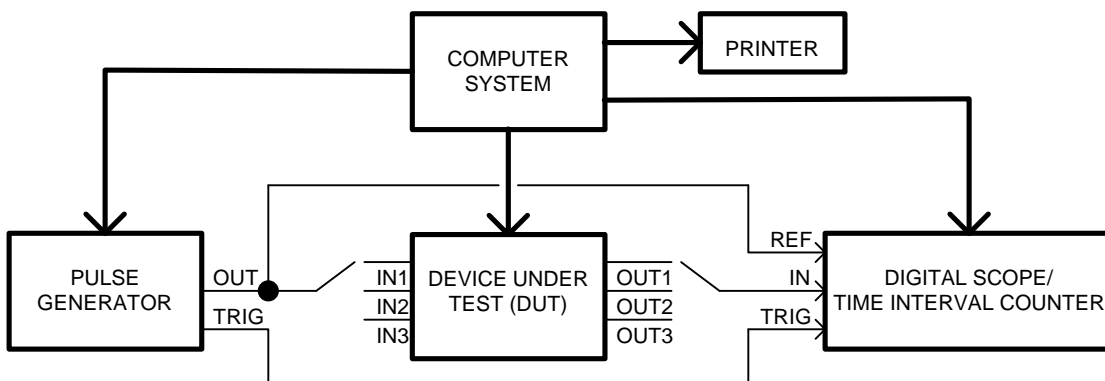 COMPUTER
SYSTEM
PRINTER
PULSE
GENERATOR
OUT
TRIG
IN1
IN2
IN3
DEVICE UNDER
TEST (DUT)
OUT1
OUT2
OUT3
REF
IN
TRIG
DIGITAL SCOPE/
TIME INTERVAL COUNTER